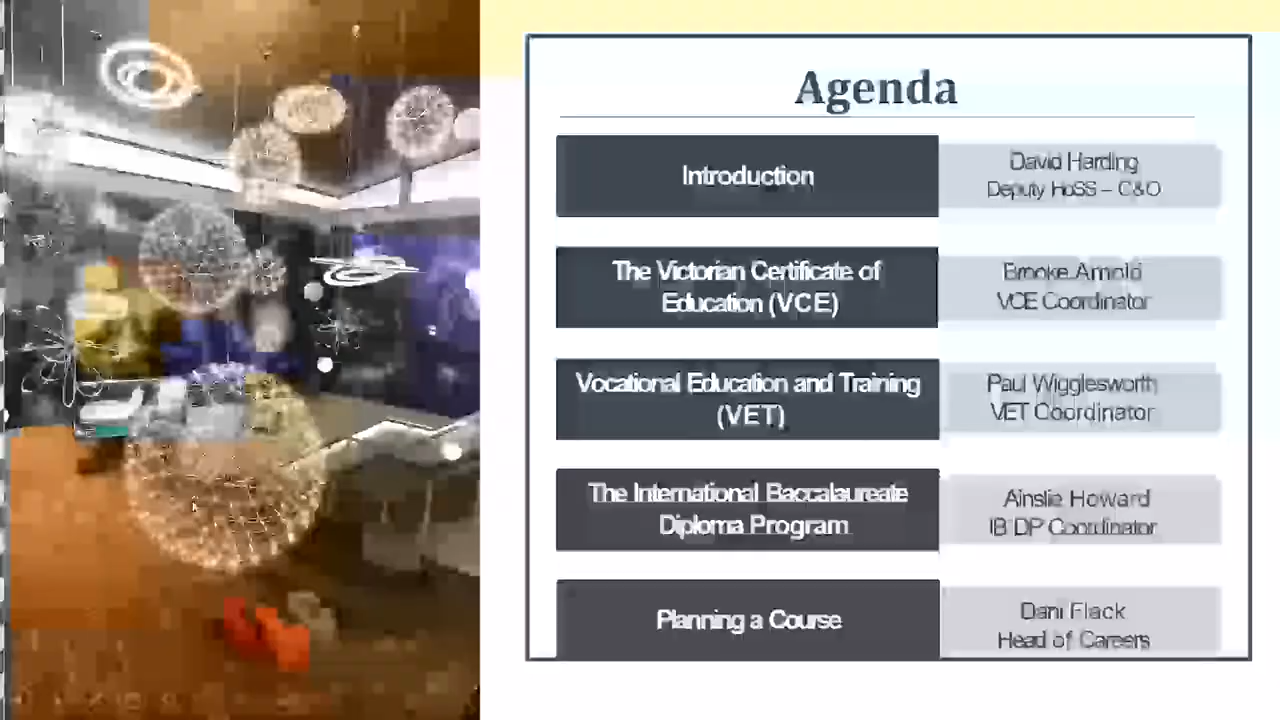 Agenda
Introduction
David Harding
Deputy HoSS – C&O
The Victorian Certificate of
Education (VCE)
Brooke Arnold
VCE Coordinator
Vocational Education and Training
(VET)
Paul Wigglesworth
VET Coordinator
The International Baccalaureate
Diploma Program
Ainslie Howard
IB DP Coordinator
Planning a Course
Dani Flack
Head of Careers